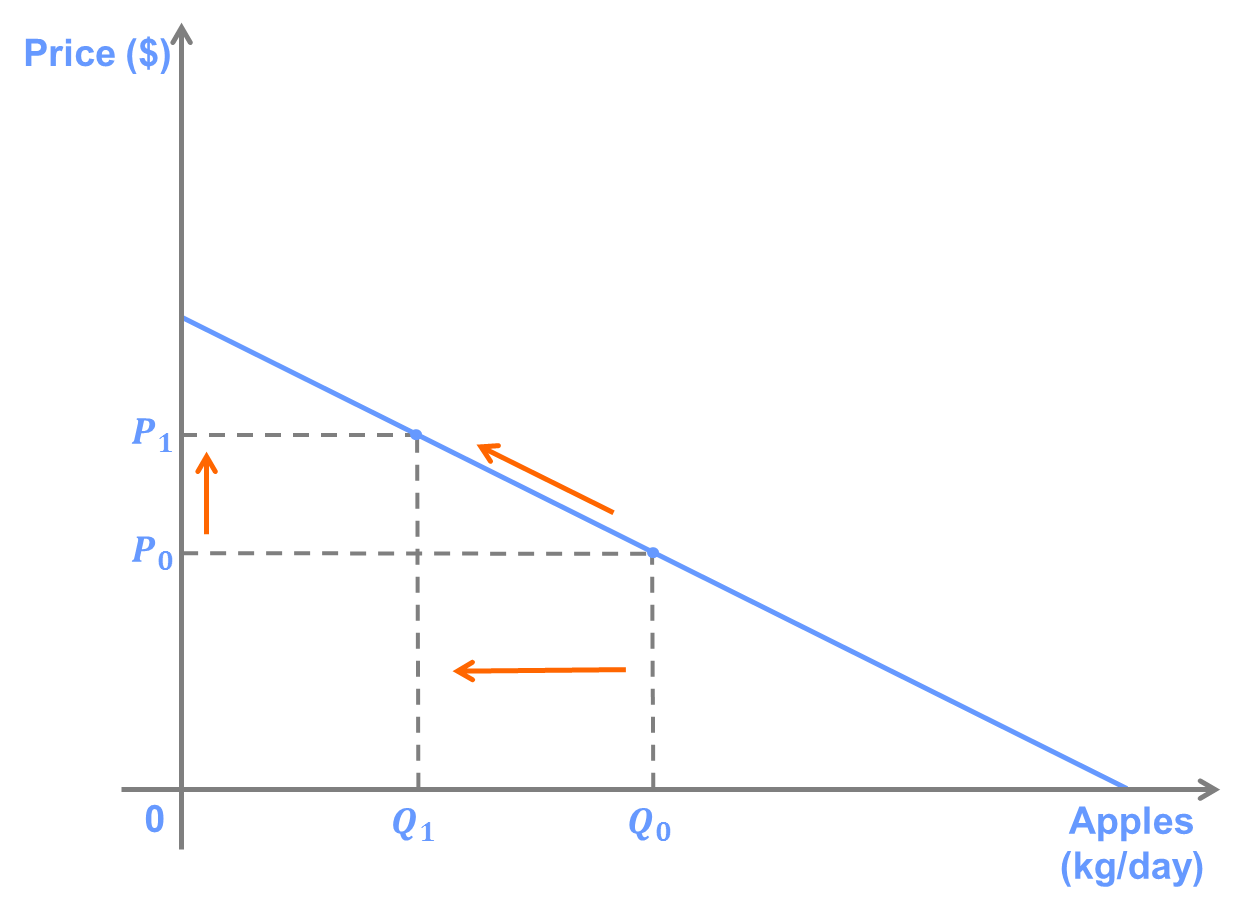 Price ($)
P₁
P₀
0
Q₁
Q₀
Apples
(kg/day)